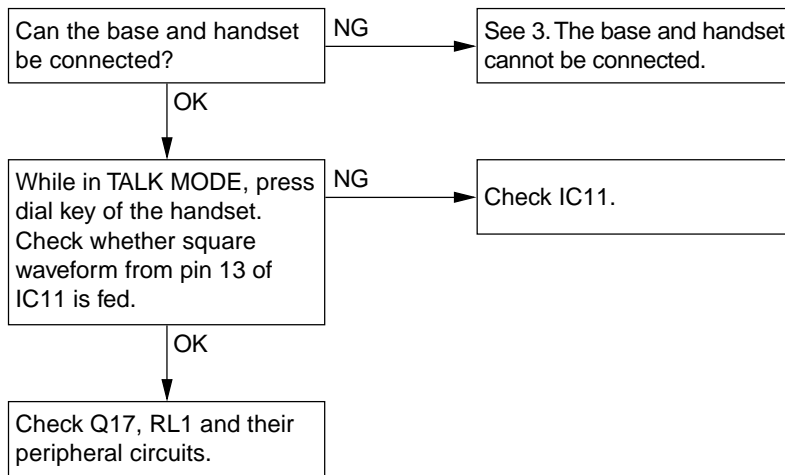 Can the base and handset
be connected?
NG
See 3. The base and handset
cannot be connected.
OK
While in TALK MODE, press
dial key of the handset.
Check whether square
waveform from pin 13 of
IC11 is fed.
NG
Check IC11.
OK
Check Q17, RL1 and their
peripheral circuits.